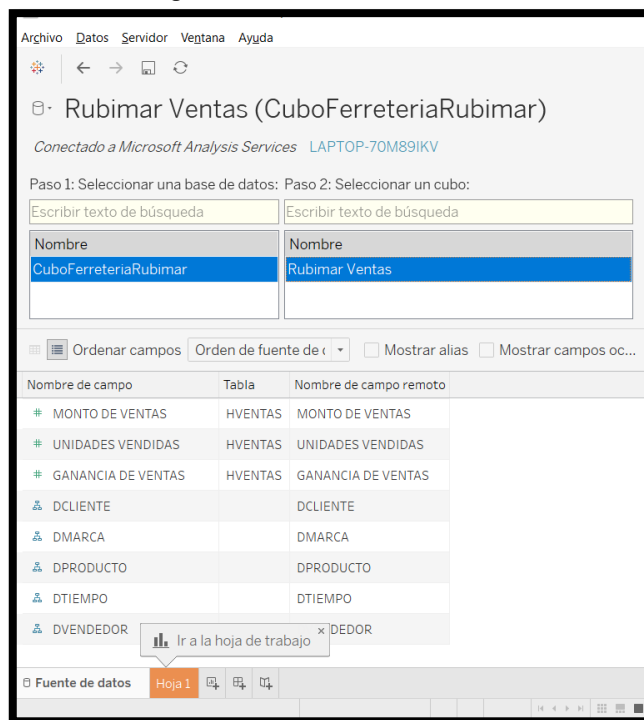 Archivo Datos Servidor Ventana Ayuda
Rubimar Ventas (CuboFerreteriaRubimar)
Conectado a Microsoft Analysis Services LAPTOP-70M89IKV
Paso 1: Seleccionar una base de datos: Paso 2: Seleccionar un cubo:
Escribir texto de búsqueda Escribir texto de búsqueda
Nombre Nombre
CuboFerreteriaRubimar Rubimar Ventas
Ordenar campos Orden de fuente de Mostrar alias Mostrar campos oc...
Nombre de campo Tabla Nombre de campo remoto
# MONTO DE VENTAS HVENTAS MONTO DE VENTAS
# UNIDADES VENDIDAS HVENTAS UNIDADES VENDIDAS
# GANANCIA DE VENTAS HVENTAS GANANCIA DE VENTAS
DCLIENTE DCLIENTE
DMARCA DMARCA
DPRODUCTO DPRODUCTO
DTIEMPO DTIEMPO
DVENDEDOR DEDOR
Ir a la hoja de trabajo ×
Fuente de datos Hoja 1